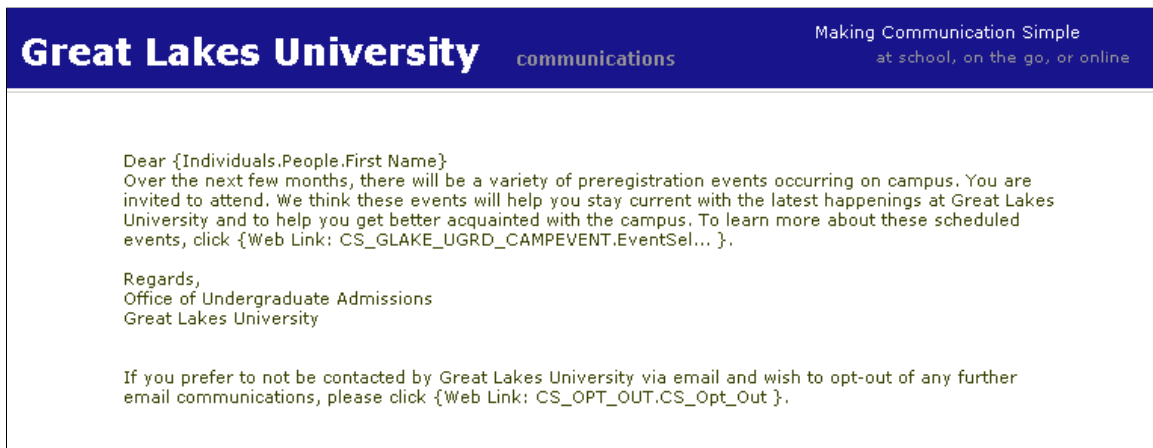 Great Lakes University communications
Making Communication Simple
at school, on the go, or online
Dear {Individuals.People.First Name}
Over the next few months, there will be a variety of preregistration events occurring on campus. You are
invited to attend. We think these events will help you stay current with the latest happenings at Great Lakes
University and to help you get better acquainted with the campus. To learn more about these scheduled
events, click {Web Link: CS_GLAKE_UGRD_CAMPEVENT.EventSel... }.
Regards,
Office of Undergraduate Admissions
Great Lakes University
If you prefer to not be contacted by Great Lakes University via email and wish to opt-out of any further
email communications, please click {Web Link: CS_OPT_OUT.CS_Opt_Out }.